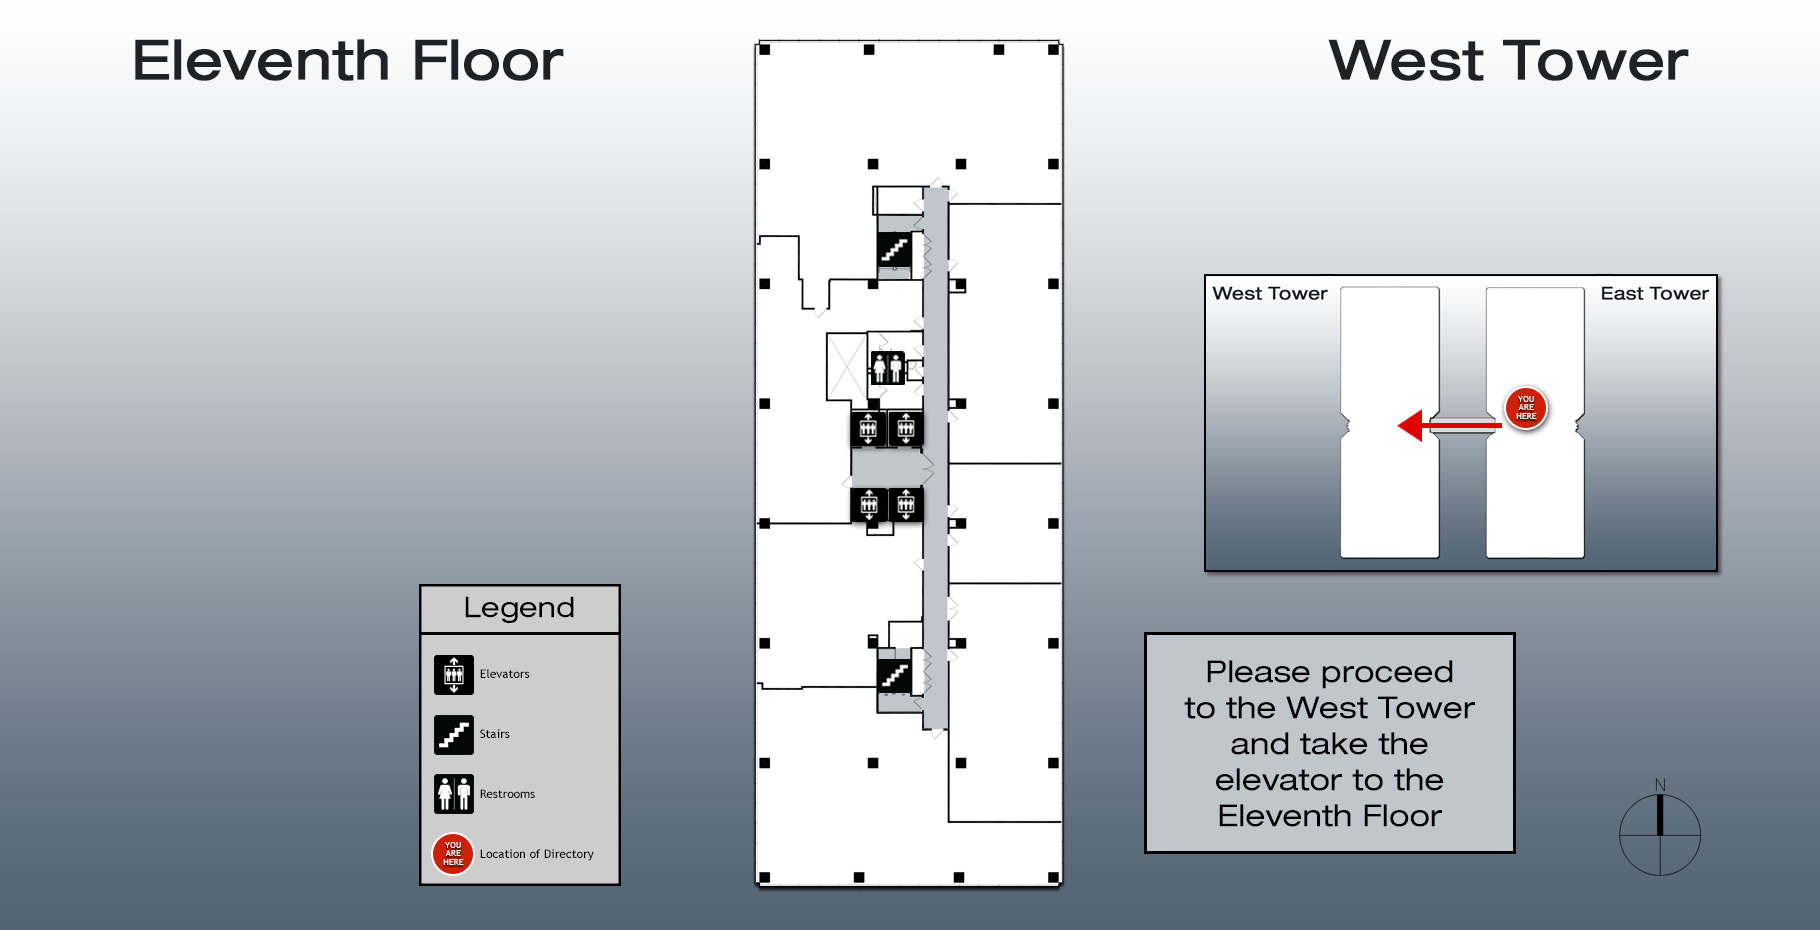 Eleventh Floor
West Tower
West Tower
East Tower
YOU
ARE
HERE
Legend
Elevators
Stairs
Restrooms
YOU
ARE
HERE
Location of Directory
Please proceed
to the West Tower
and take the
elevator to the
Eleventh Floor
N